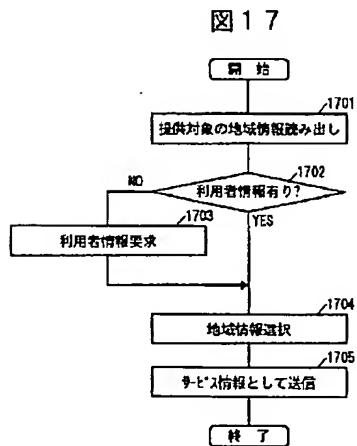 図17
開 始
1701
提供対象の地域情報読み出し
1702
利用者情報有り?
NO
YES
1703
利用者情報要求
1704
地域情報選択
1705
ｻｰﾋﾞｽ情報として送信
終 了